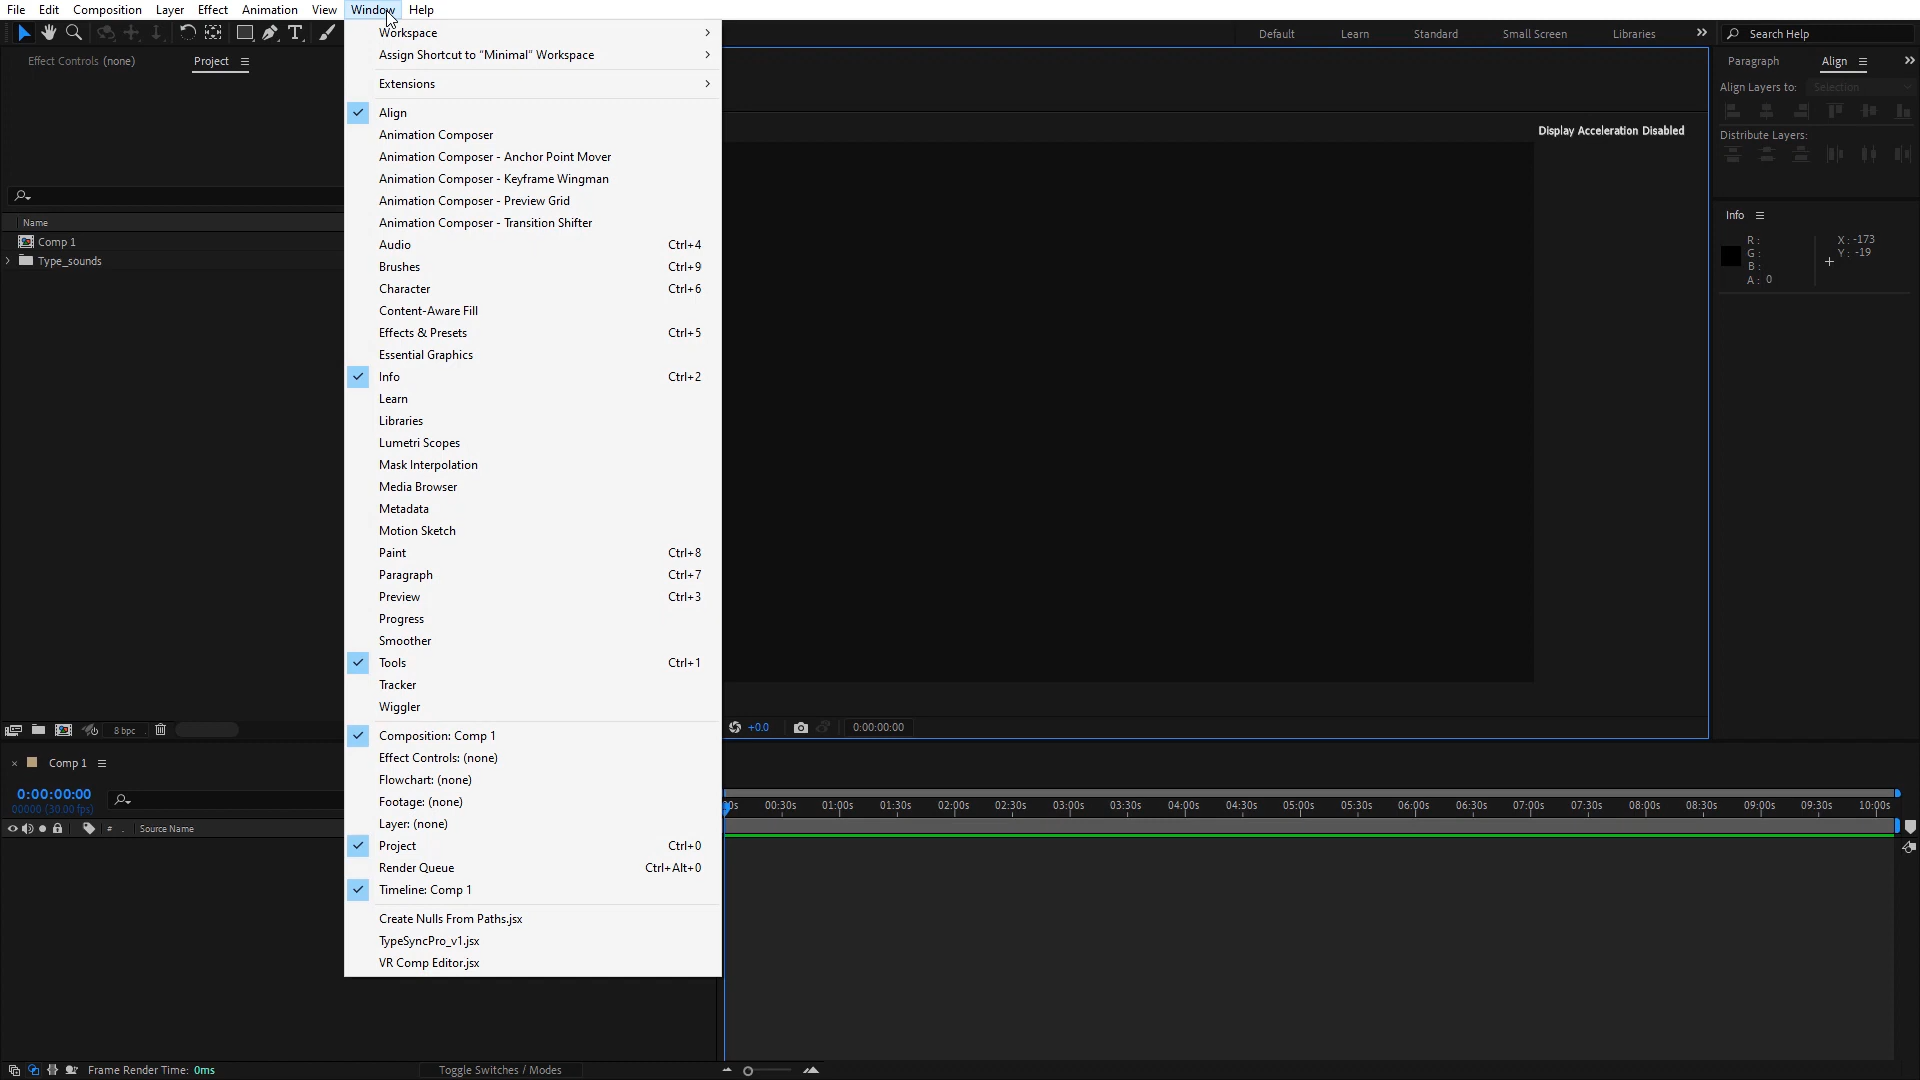 File Edit Composition Layer Effect Animation View Window Help
Default Learn Standard Small Screen Libraries Search Help
Effect Controls (none) Project
Workspace
Assign Shortcut to “Minimal” Workspace
Extensions
Align
Animation Composer
Animation Composer - Anchor Point Mover
Animation Composer - Keyframe Wingman
Animation Composer - Preview Grid
Animation Composer - Transition Shifter
Audio Ctrl+4
Brushes Ctrl+9
Character Ctrl+6
Content-Aware Fill
Effects & Presets Ctrl+5
Essential Graphics
Info Ctrl+2
Learn
Libraries
Lumetri Scopes
Mask Interpolation
Media Browser
Metadata
Motion Sketch
Paint Ctrl+8
Paragraph Ctrl+7
Preview Ctrl+3
Progress
Smoother
Tools Ctrl+1
Tracker
Wiggler
Composition: Comp 1
Effect Controls: (none)
Flowchart: (none)
Footage: (none)
Layer: (none)
Project Ctrl+0
Render Queue Ctrl+Alt+0
Timeline: Comp 1
Create Nulls From Paths.jsx
TypeSyncPro_v1.jsx
VR Comp Editor.jsx
Name
Comp 1
Type_sounds
8 bpc
Display Acceleration Disabled
Paragraph Align
Align Layers to: Selection
Distribute Layers:
Info
R :
G :
B :
A : 0
X : -173
Y : -19
+0.0 0:00:00:00
Comp 1
0:00:00:00
00000 (30.00 fps)
# . Source Name
00s 00:30s 01:00s 01:30s 02:00s 02:30s 03:00s 03:30s 04:00s 04:30s 05:00s 05:30s 06:00s 06:30s 07:00s 07:30s 08:00s 08:30s 09:00s 09:30s 10:00s
Frame Render Time: 0ms
Toggle Switches / Modes